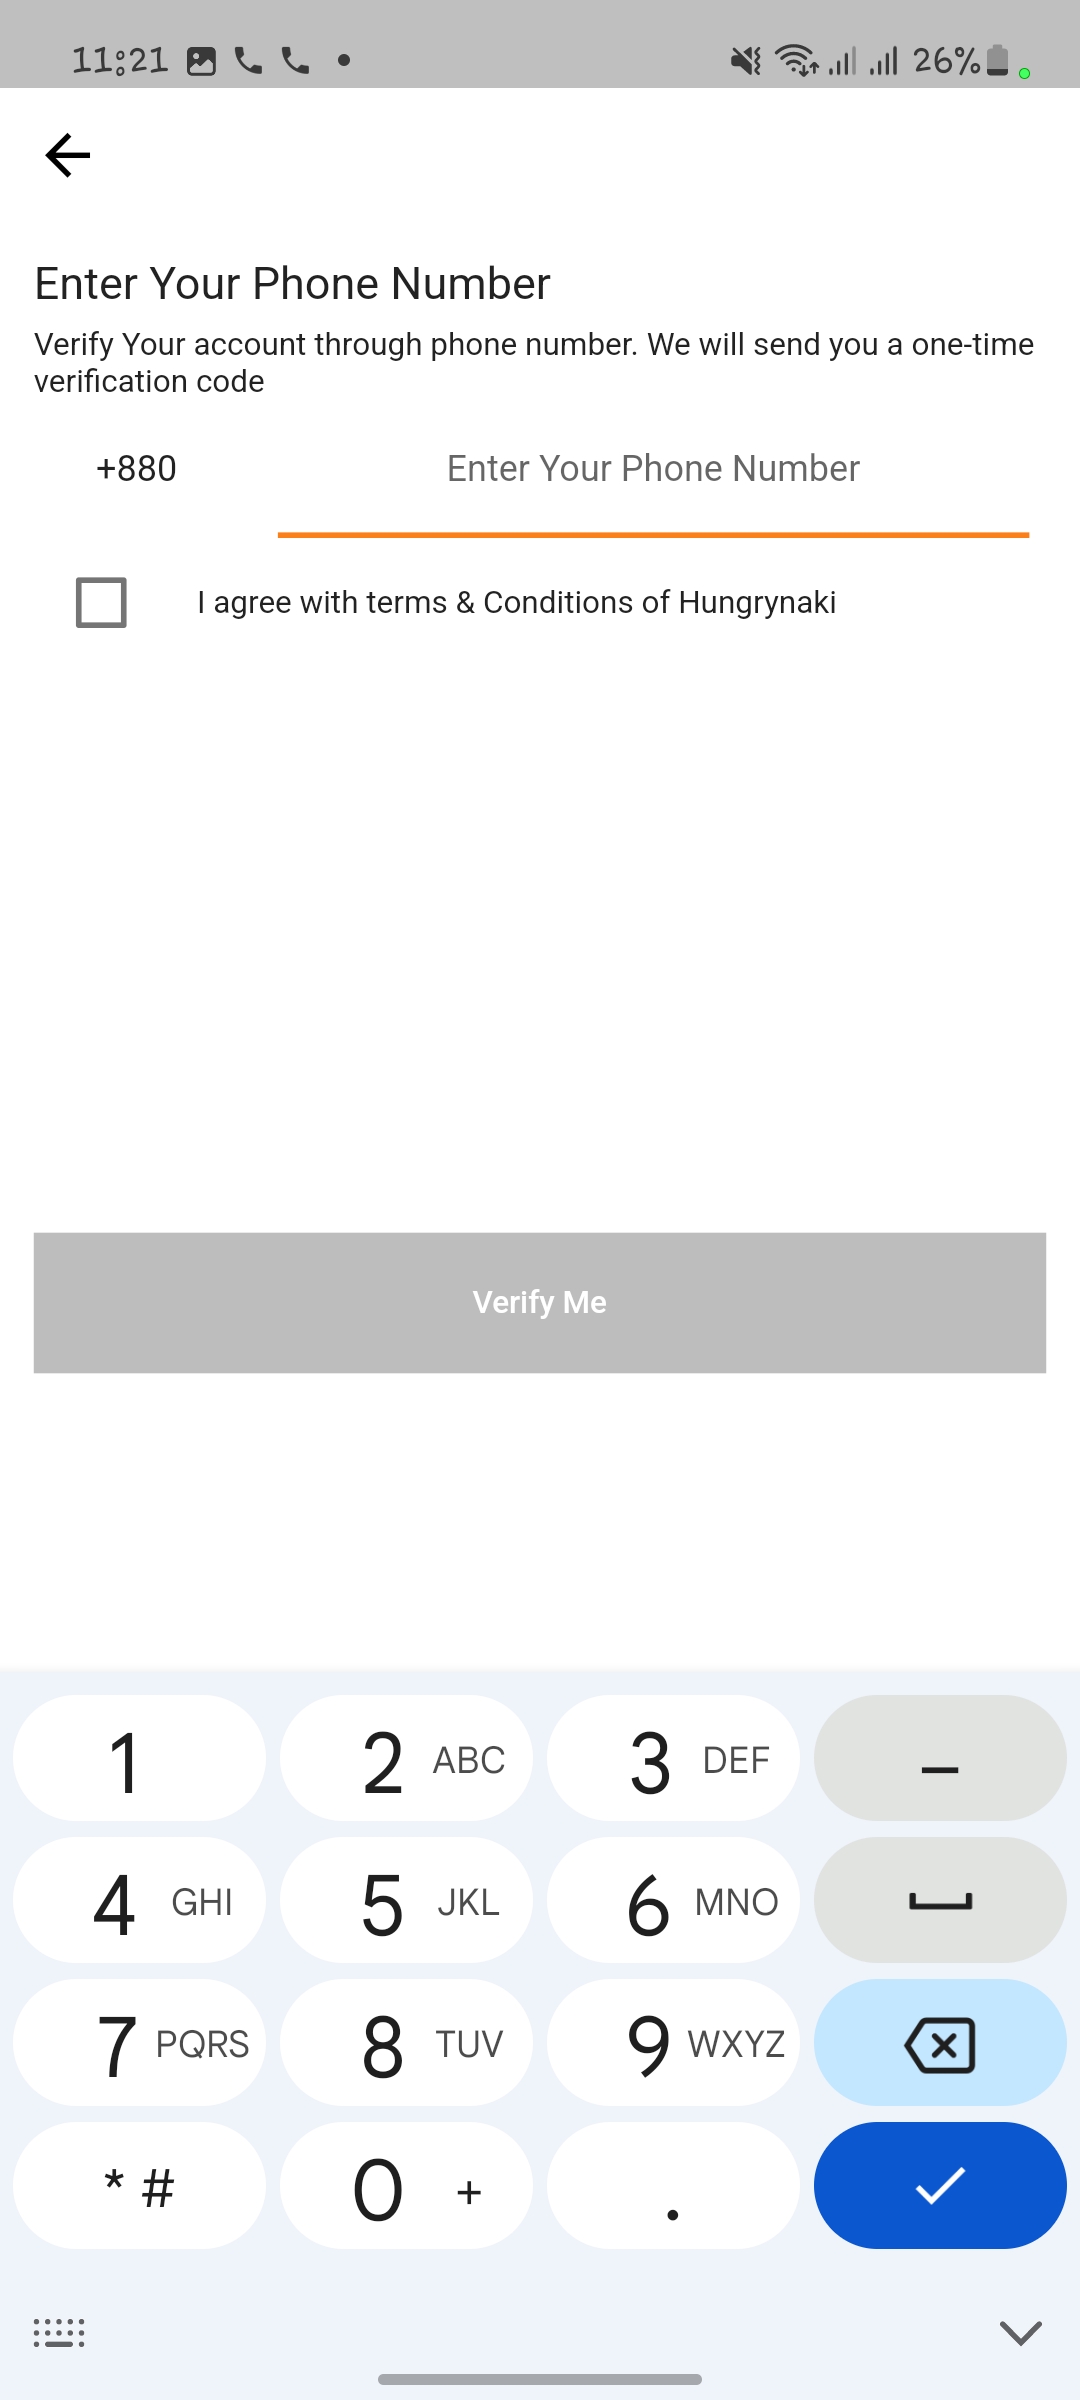 11:21 26%
Enter Your Phone Number
Verify Your account through phone number. We will send you a one-time
verification code
+880 Enter Your Phone Number
I agree with terms & Conditions of Hungrynaki
Verify Me
1 2 ABC 3 DEF –
4 GHI 5 JKL 6 MNO
7 PQRS 8 TUV 9 WXYZ
* # 0 + .